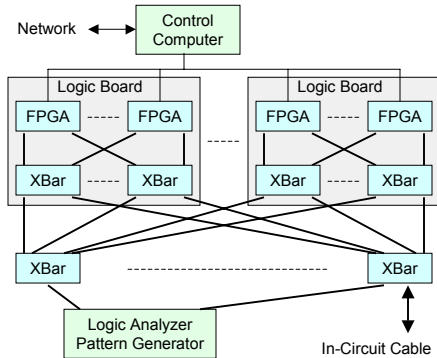 Network
Control
Computer
Logic Board
Logic Board
FPGA
FPGA
FPGA
FPGA
XBar
XBar
XBar
XBar
XBar
XBar
Logic Analyzer
Pattern Generator
In-Circuit Cable